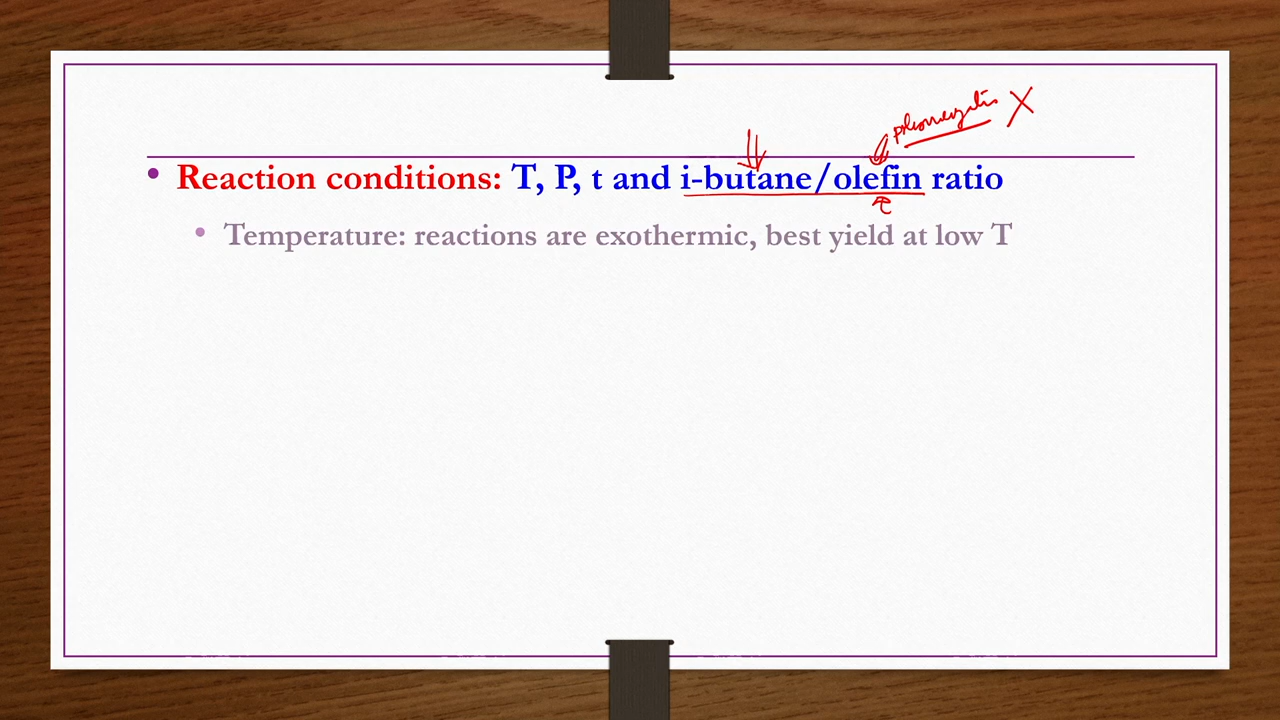 • Reaction conditions: T, P, t and i-butane/olefin ratio
• Temperature: reactions are exothermic, best yield at low T